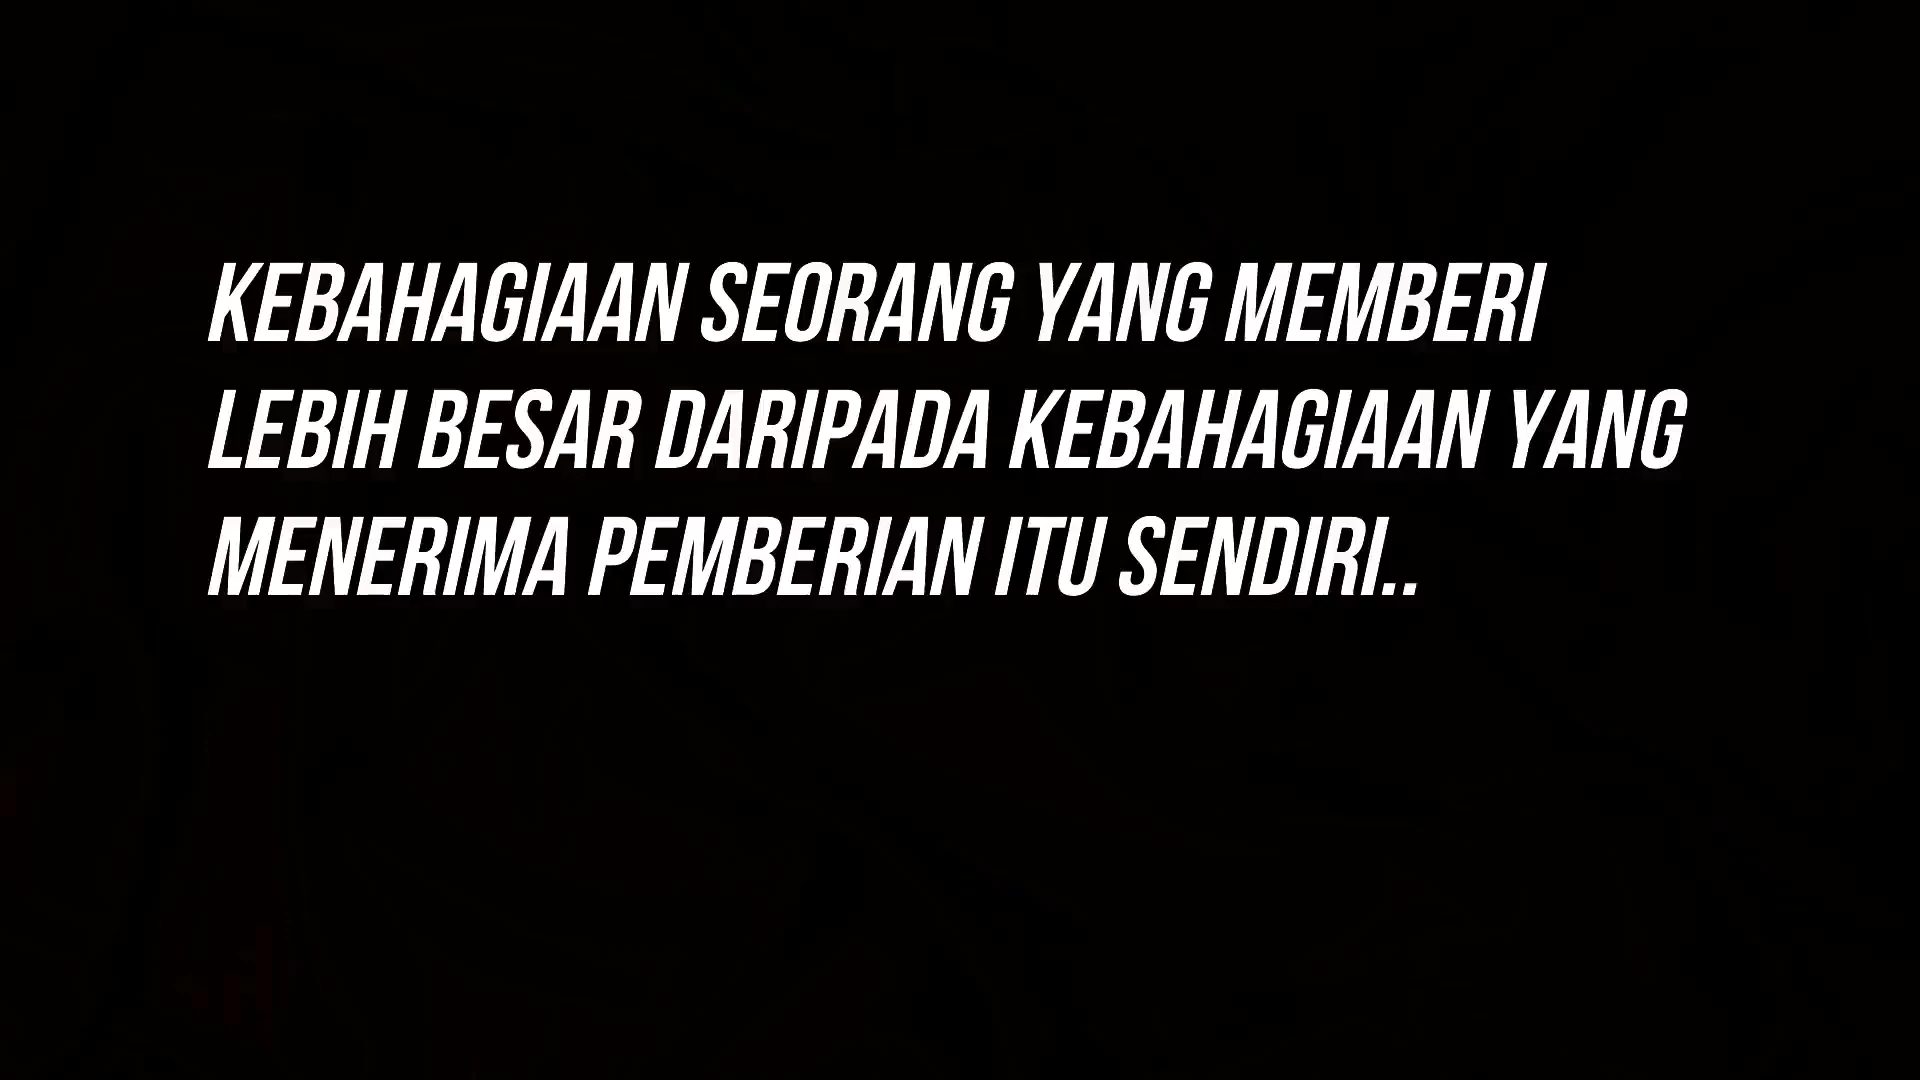 KEBAHAGIAAN SEORANG YANG MEMBERI
LEBIH BESAR DARIPADA KEBAHAGIAAN YANG
MENERIMA PEMBERIAN ITU SENDIRI..